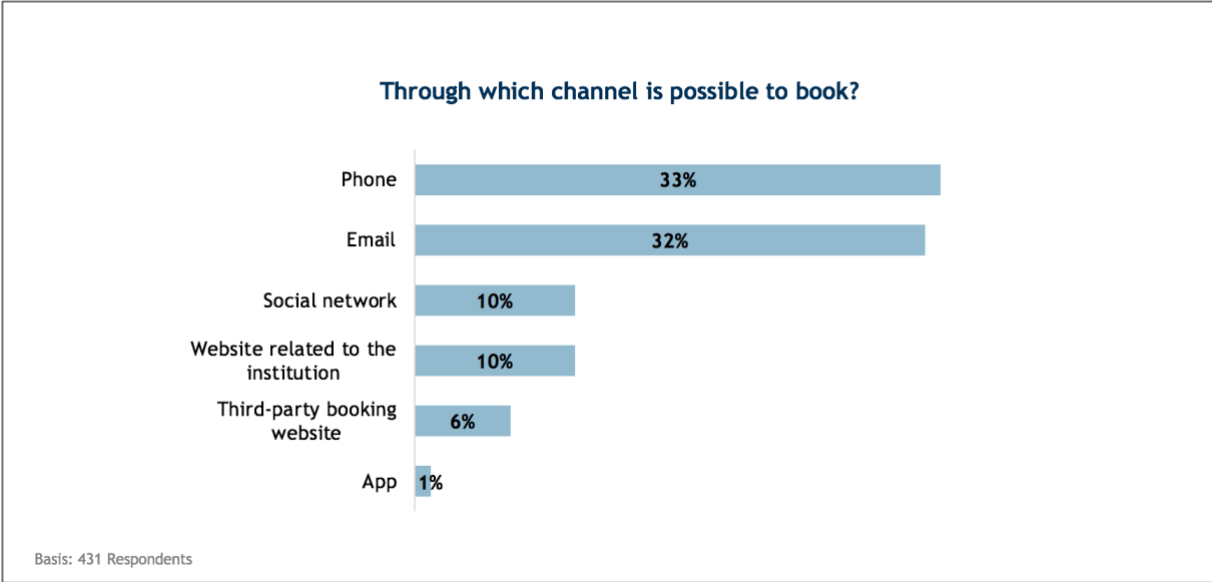 Through which channel is possible to book?
Phone
33%
Email
32%
Social network
10%
Website related to the
institution
10%
Third-party booking
website
6%
App
1%
Basis: 431 Respondents